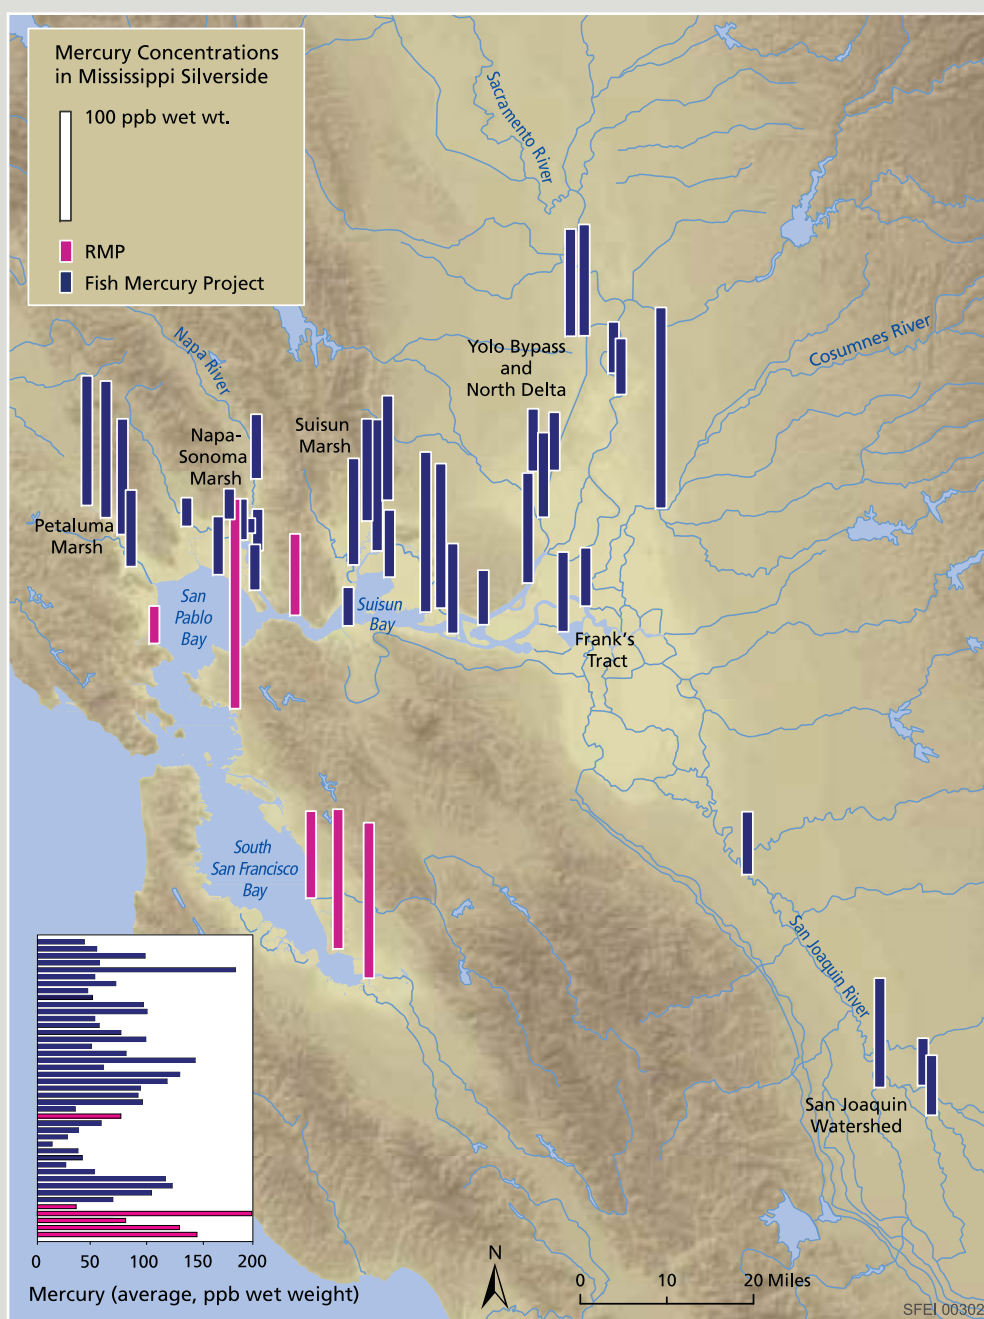 Mercury Concentrations
in Mississippi Silverside
100 ppb wet wt.
RMP
Fish Mercury Project
Sacramento River
Cosumnes River
Napa River
Yolo Bypass
and
North Delta
Suisun
Marsh
Napa-
Sonoma
Marsh
Petaluma
Marsh
San
Pablo
Bay
Suisun
Bay
Frank's
Tract
South
San Francisco
Bay
San Joaquin River
San Joaquin
Watershed
0 50 100 150 200
Mercury (average, ppb wet weight)
N
0 10 20 Miles
SFEI 00302